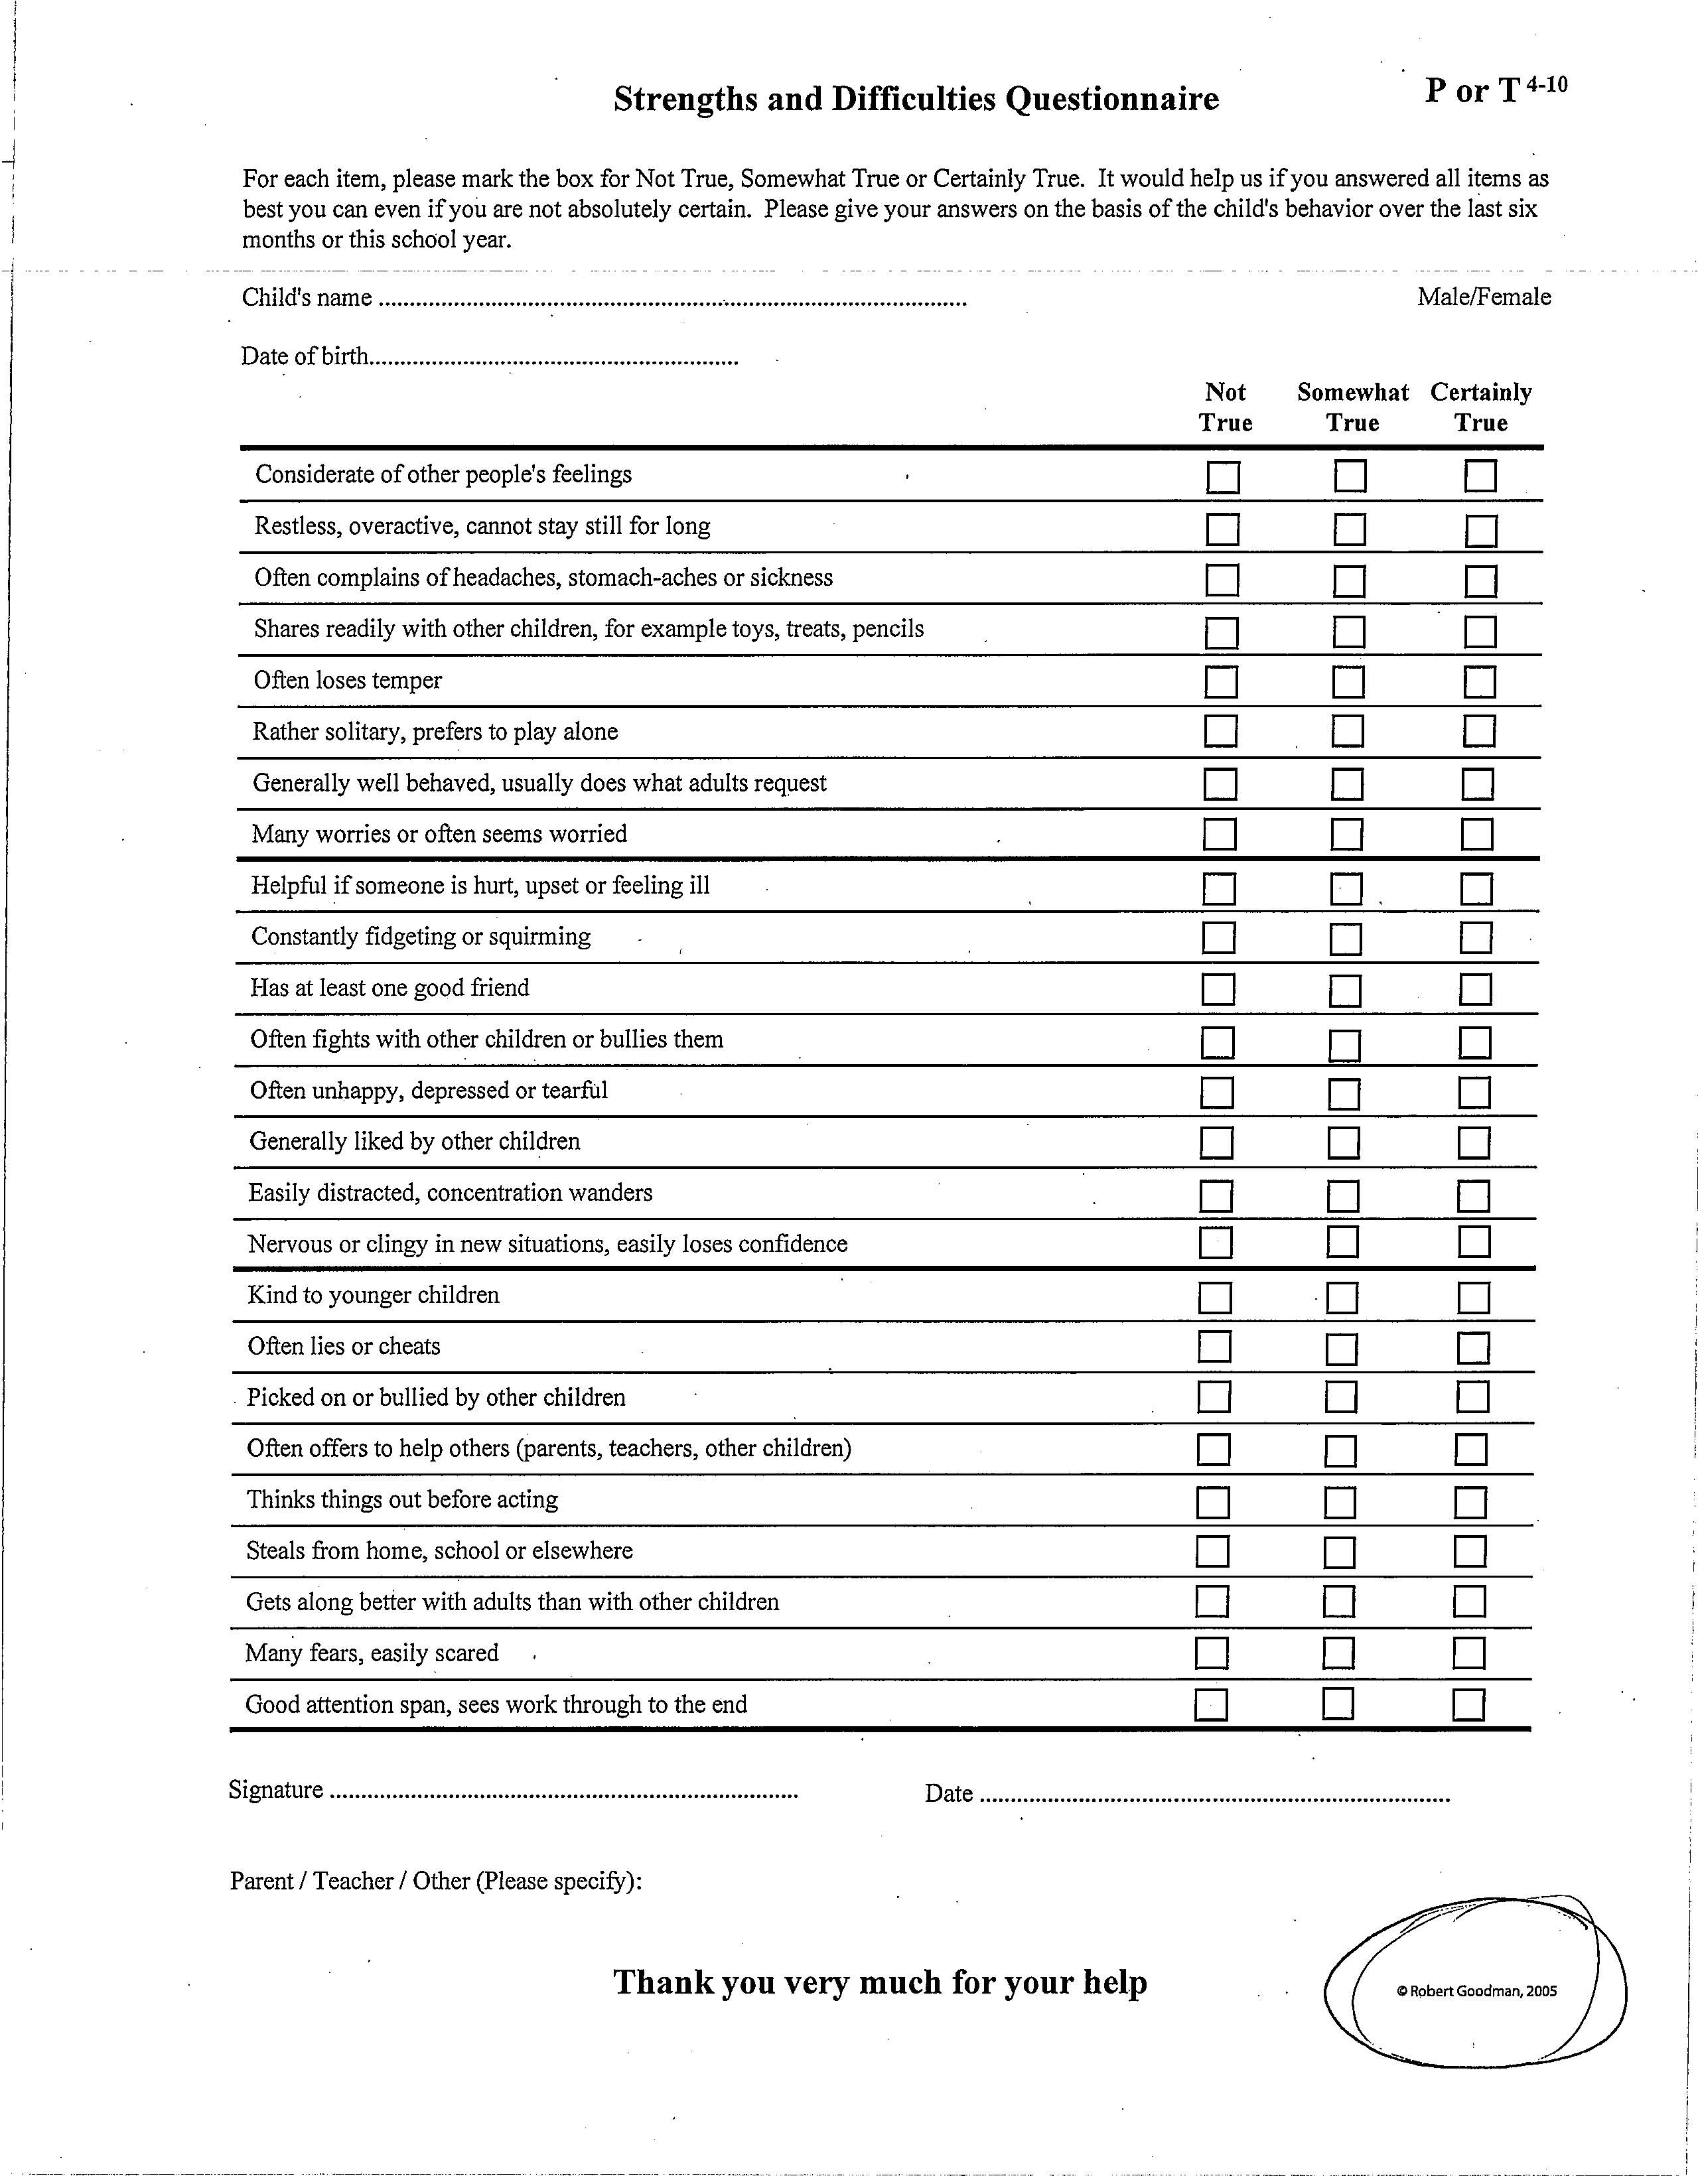 Strengths and Difficulties Questionnaire
P or T 4-10
For each item, please mark the box for Not True, Somewhat True or Certainly True. It would help us if you answered all items as
best you can even if you are not absolutely certain. Please give your answers on the basis of the child's behavior over the last six
months or this school year.
Child's name ............................................................................................... Male/Female
Date of birth............................................................
Not Somewhat Certainly
True True True
Considerate of other people's feelings
Restless, overactive, cannot stay still for long
Often complains of headaches, stomach-aches or sickness
Shares readily with other children, for example toys, treats, pencils
Often loses temper
Rather solitary, prefers to play alone
Generally well behaved, usually does what adults request
Many worries or often seems worried
Helpful if someone is hurt, upset or feeling ill
Constantly fidgeting or squirming
Has at least one good friend
Often fights with other children or bullies them
Often unhappy, depressed or tearful
Generally liked by other children
Easily distracted, concentration wanders
Nervous or clingy in new situations, easily loses confidence
Kind to younger children
Often lies or cheats
Picked on or bullied by other children
Often offers to help others (parents, teachers, other children)
Thinks things out before acting
Steals from home, school or elsewhere
Gets along better with adults than with other children
Many fears, easily scared
Good attention span, sees work through to the end
Signature ........................................................................... Date ...........................................................................
Parent / Teacher / Other (Please specify):
Thank you very much for your help
© Robert Goodman, 2005